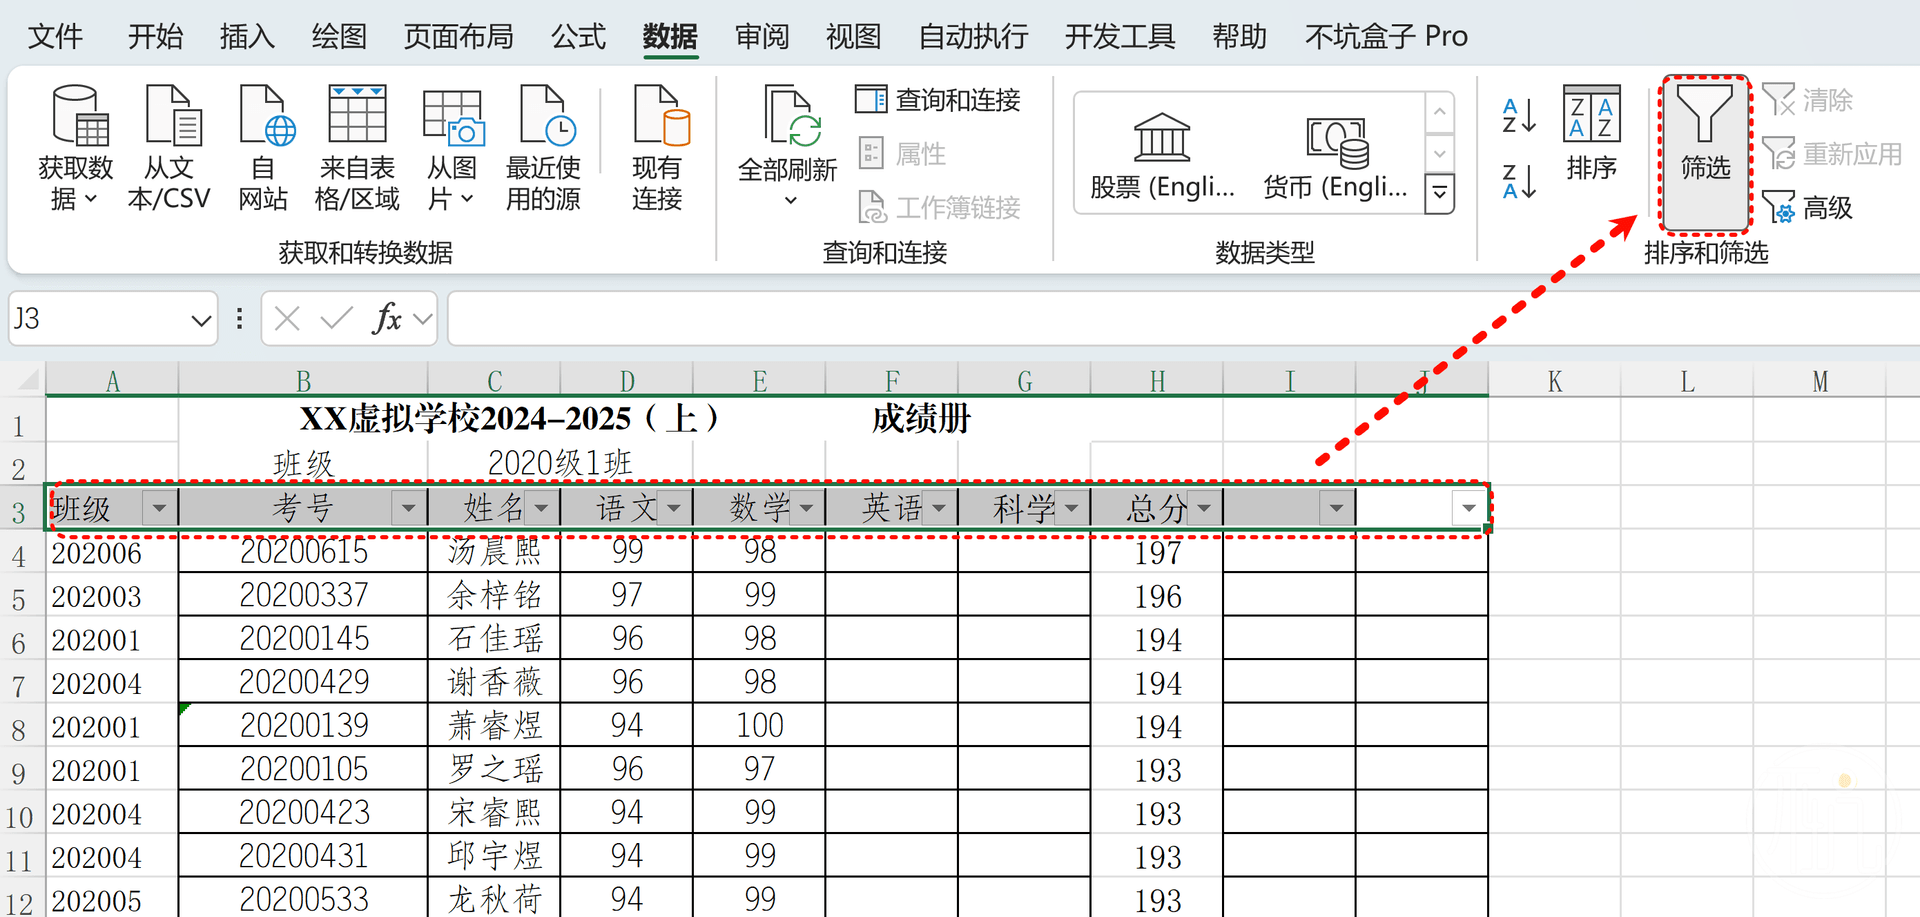 文件 开始 插入 绘图 页面布局 公式 数据 审阅 视图 自动执行 开发工具 帮助 不坑盒子 Pro
获取数据
从文本/CSV
自网站
来自表格/区域
从图片
最近使用的源
现有连接
获取和转换数据
全部刷新
查询和连接
属性
工作簿链接
查询和连接
股票 (Engli...
货币 (Engli...
数据类型
排序
筛选
清除
重新应用
高级
排序和筛选
J3
fx
A B C D E F G H I J K L M
1 XX虚拟学校2024-2025（上） 成绩册
2 班级 2020级1班
3 班级 考号 姓名 语文 数学 英语 科学 总分
4 202006 20200615 汤晨熙 99 98 197
5 202003 20200337 余梓铭 97 99 196
6 202001 20200145 石佳瑶 96 98 194
7 202004 20200429 谢香薇 96 98 194
8 202001 20200139 萧睿煜 94 100 194
9 202001 20200105 罗之瑶 96 97 193
10 202004 20200423 宋睿熙 94 99 193
11 202004 20200431 邱宇煜 94 99 193
12 202005 20200533 龙秋荷 94 99 193